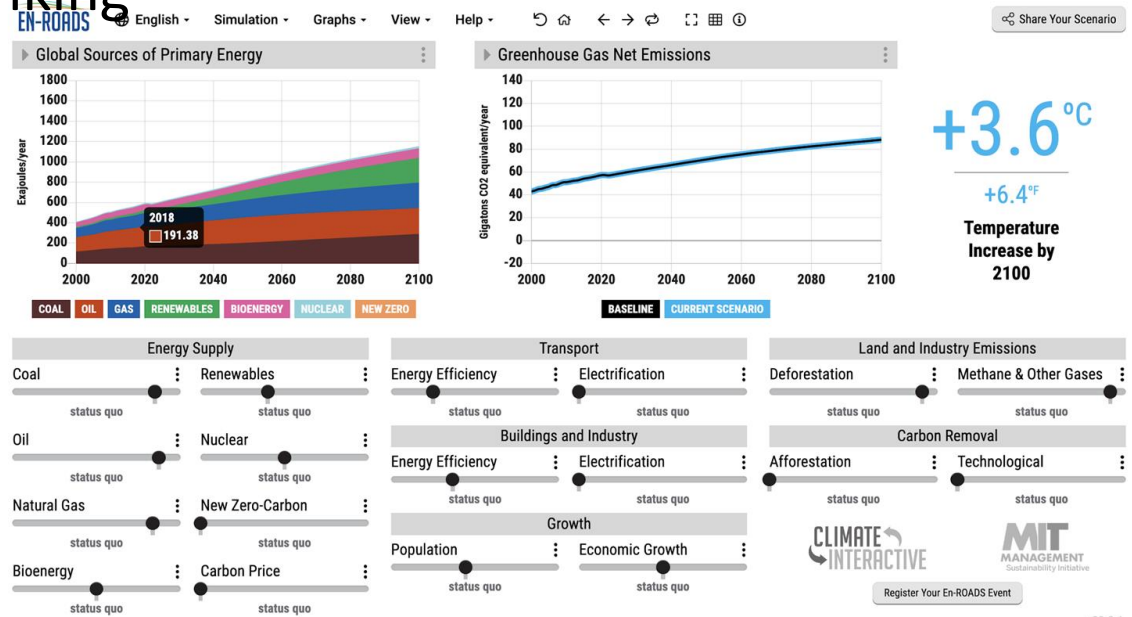 EN-ROADS
English Simulation Graphs View Help
Share Your Scenario
Global Sources of Primary Energy
1800
1600
1400
1200
1000
800
600
400
200
0
Exajoules/year
2018
191.38
2000 2020 2040 2060 2080 2100
COAL OIL GAS RENEWABLES BIOENERGY NUCLEAR NEW ZERO
Greenhouse Gas Net Emissions
140
120
100
80
60
40
20
0
-20
Gigatons CO2 equivalent/year
2000 2020 2040 2060 2080 2100
BASELINE CURRENT SCENARIO
+3.6 ºC
+6.4 ºF
Temperature
Increase by
2100
Energy Supply
Coal Renewables
status quo status quo
Oil Nuclear
status quo status quo
Natural Gas New Zero-Carbon
status quo status quo
Bioenergy Carbon Price
status quo status quo
Transport
Energy Efficiency Electrification
status quo status quo
Buildings and Industry
Energy Efficiency Electrification
status quo status quo
Growth
Population Economic Growth
status quo status quo
Land and Industry Emissions
Deforestation Methane & Other Gases
status quo status quo
Carbon Removal
Afforestation Technological
status quo status quo
CLIMATE
INTERACTIVE
MIT
MANAGEMENT
Sustainability Initiative
Register Your En-ROADS Event